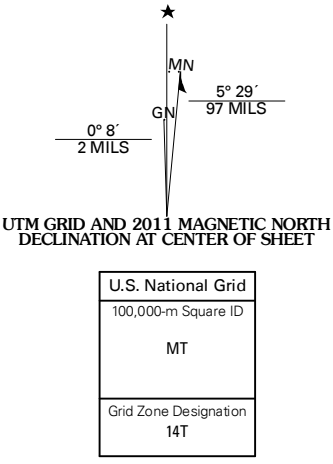 MN
GN
5° 29´
97 MILS
0° 8´
2 MILS
UTM GRID AND 2011 MAGNETIC NORTH
DECLINATION AT CENTER OF SHEET
U.S. National Grid
100,000-m Square ID
MT
Grid Zone Designation
14T